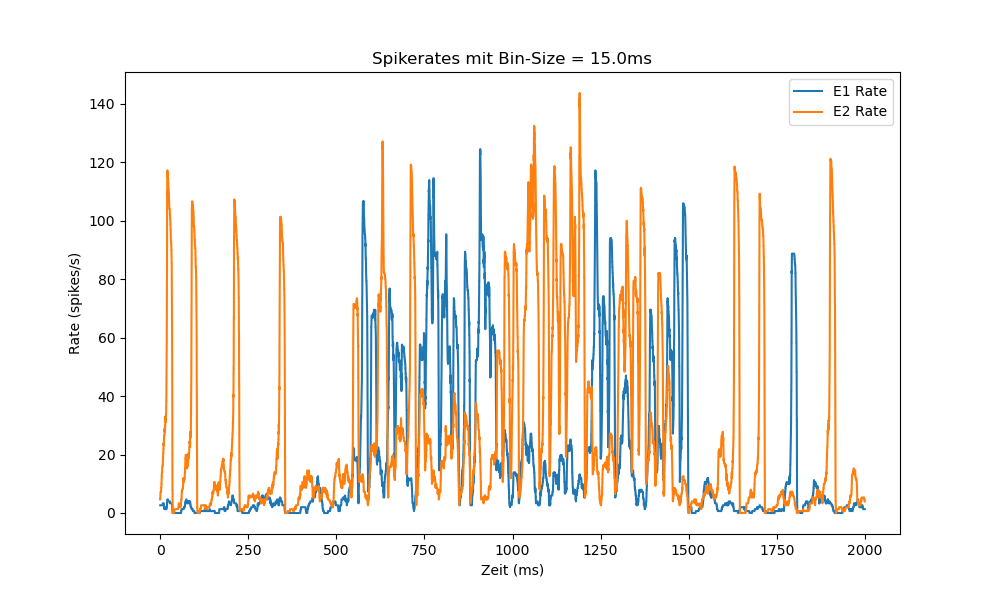 Spikerates mit Bin-Size = 15.0ms
E1 Rate
E2 Rate
140
120
100
80
60
40
20
0
Rate (spikes/s)
0 250 500 750 1000 1250 1500 1750 2000
Zeit (ms)